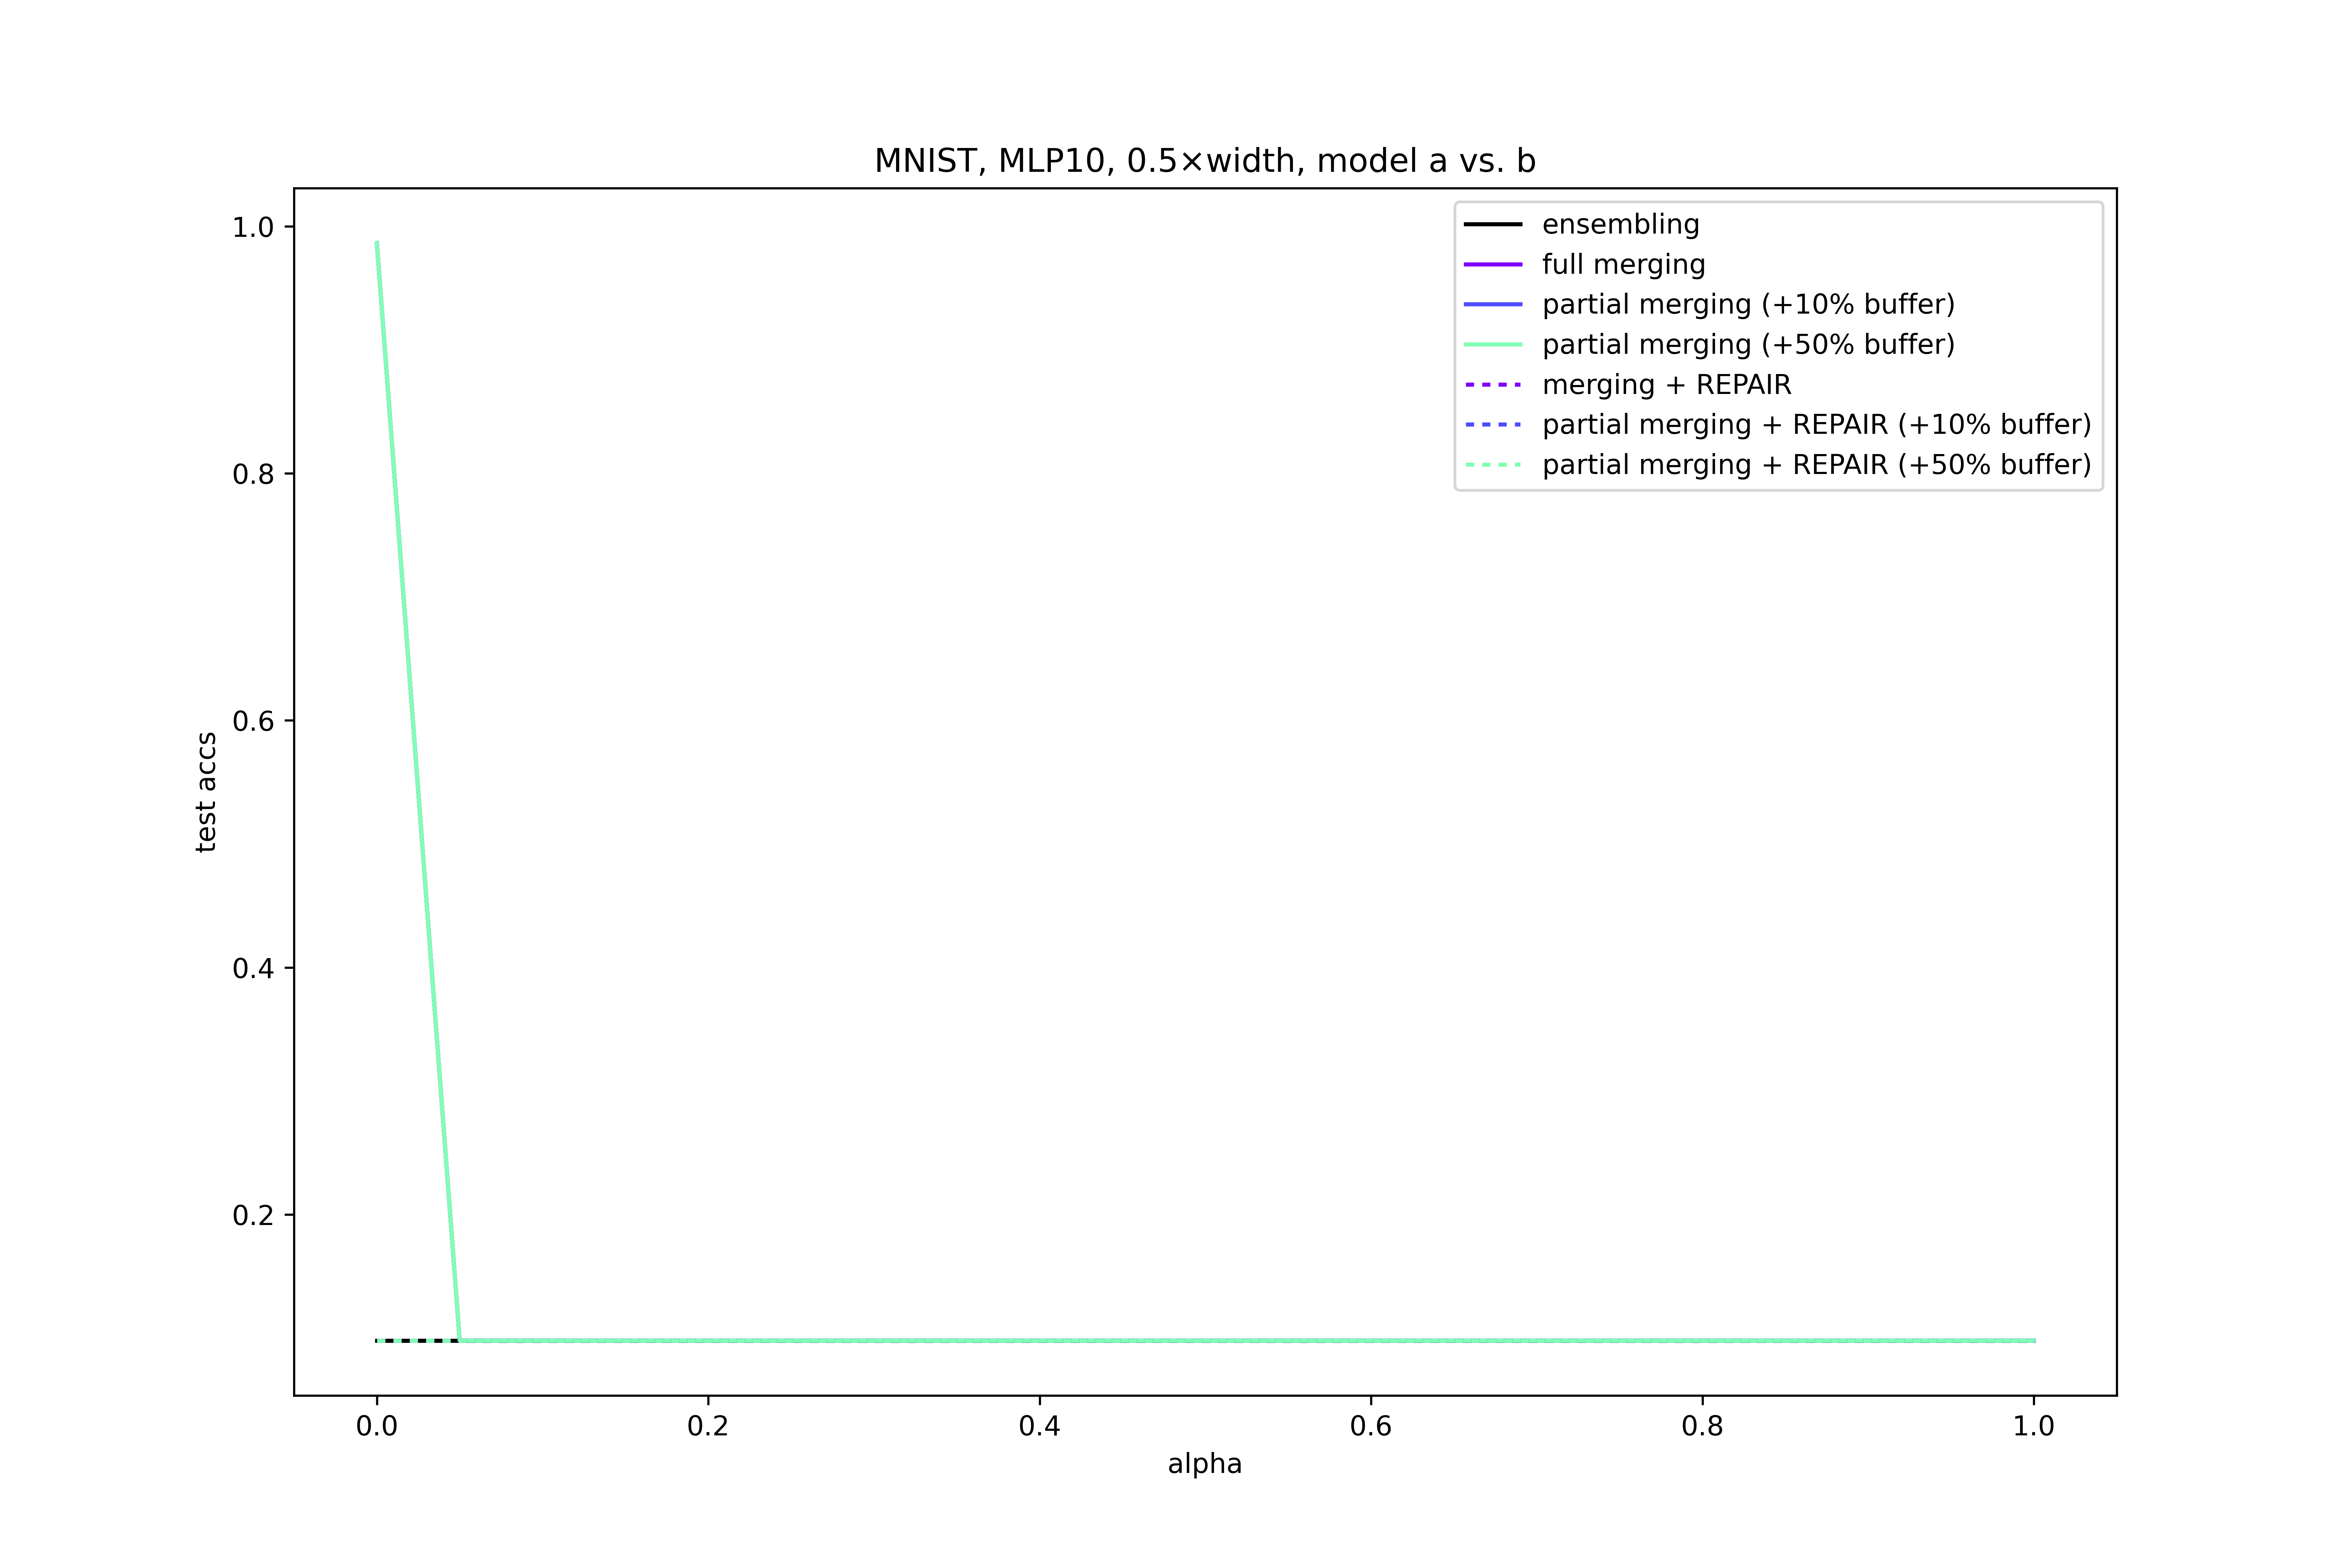 MNIST, MLP10, 0.5×width, model a vs. b
1.0
0.8
0.6
0.4
0.2
test accs
ensembling
full merging
partial merging (+10% buffer)
partial merging (+50% buffer)
merging + REPAIR
partial merging + REPAIR (+10% buffer)
partial merging + REPAIR (+50% buffer)
0.0 0.2 0.4 0.6 0.8 1.0
alpha